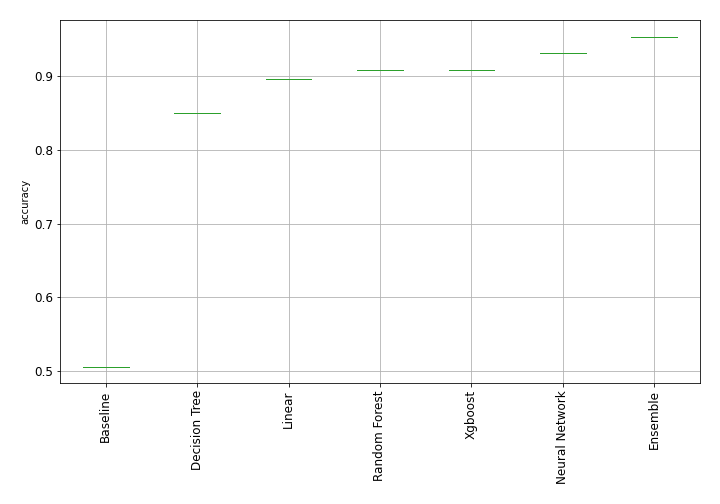 accuracy
0.9
0.8
0.7
0.6
0.5
Baseline
Decision Tree
Linear
Random Forest
Xgboost
Neural Network
Ensemble